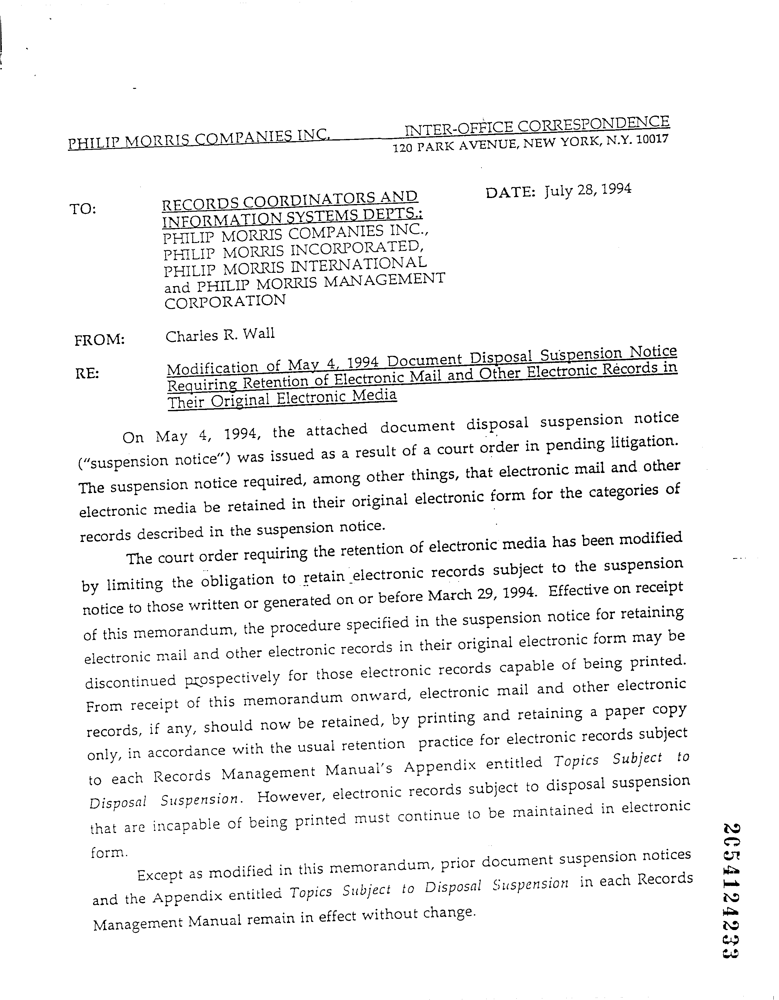 PHILIP MORRIS COMPANIES INC. INTER-OFFICE CORRESPONDENCE
120 PARK AVENUE, NEW YORK, N.Y. 10017
TO: RECORDS COORDINATORS AND DATE: July 28, 1994
INFORMATION SYSTEMS DEPTS.:
PHILIP MORRIS COMPANIES INC.,
PHILIP MORRIS INCORPORATED,
PHILIP MORRIS INTERNATIONAL
and PHILIP MORRIS MANAGEMENT
CORPORATION
FROM: Charles R. Wall
RE: Modification of May 4, 1994 Document Disposal Suspension Notice
Requiring Retention of Electronic Mail and Other Electronic Records in
Their Original Electronic Media
On May 4, 1994, the attached document disposal suspension notice
("suspension notice") was issued as a result of a court order in pending litigation.
The suspension notice required, among other things, that electronic mail and other
electronic media be retained in their original electronic form for the categories of
records described in the suspension notice.
The court order requiring the retention of electronic media has been modified
by limiting the obligation to retain electronic records subject to the suspension
notice to those written or generated on or before March 29, 1994. Effective on receipt
of this memorandum, the procedure specified in the suspension notice for retaining
electronic mail and other electronic records in their original electronic form may be
discontinued prospectively for those electronic records capable of being printed.
From receipt of this memorandum onward, electronic mail and other electronic
records, if any, should now be retained, by printing and retaining a paper copy
only, in accordance with the usual retention practice for electronic records subject
to each Records Management Manual's Appendix entitled Topics Subject to
Disposal Suspension. However, electronic records subject to disposal suspension
that are incapable of being printed must continue to be maintained in electronic
form.
Except as modified in this memorandum, prior document suspension notices
and the Appendix entitled Topics Subject to Disposal Suspension in each Records
Management Manual remain in effect without change.
2054124233